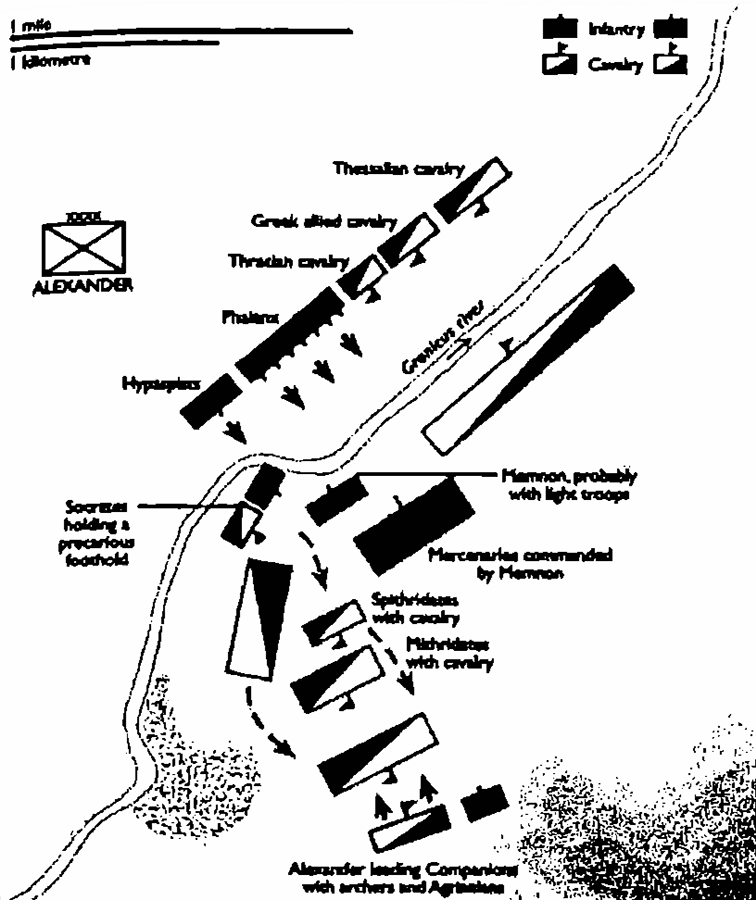 1 mile
1 kilometre
Infantry
Cavalry
Thessalian cavalry
Greek allied cavalry
Thracian cavalry
XXXX
ALEXANDER
Phalanx
Granicus river
Hypaspists
Memnon, probably
with light troops
Socrates
holding a
precarious
foothold
Mercenaries commanded
by Memnon
Spithridates
with cavalry
Mithridates
with cavalry
Alexander leading Companions
with archers and Agrianians